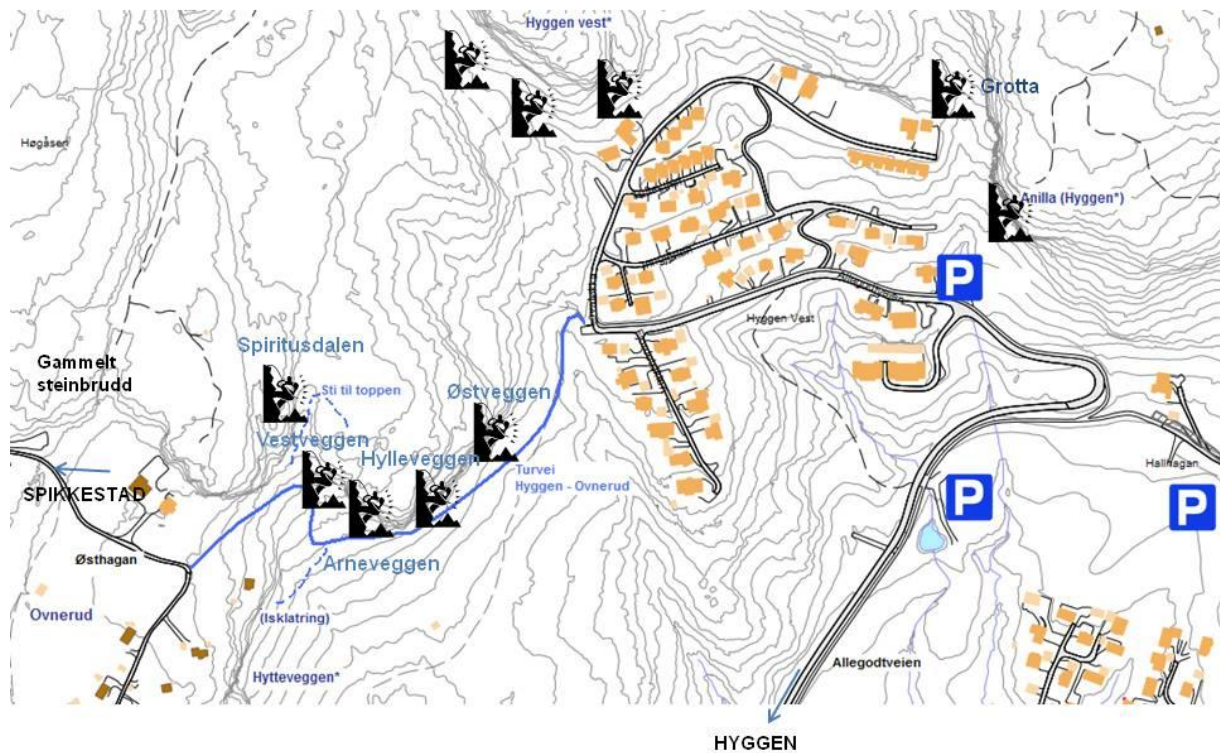 Hyggen vest*
Grotta
Høgåsen
Anilla (Hyggen*)
P
Hyggen Vest
Spiritusdalen
Gammelt
steinbrudd
Sti til toppen
Østveggen
Vestveggen
Hylleveggen
Turvei
Hyggen - Ovnerud
Hallhagan
SPIKKESTAD
P
P
Østhagan
Arneveggen
Ovnerud
(Isklatring)
Allegodtveien
Hytteveggen*
HYGGEN